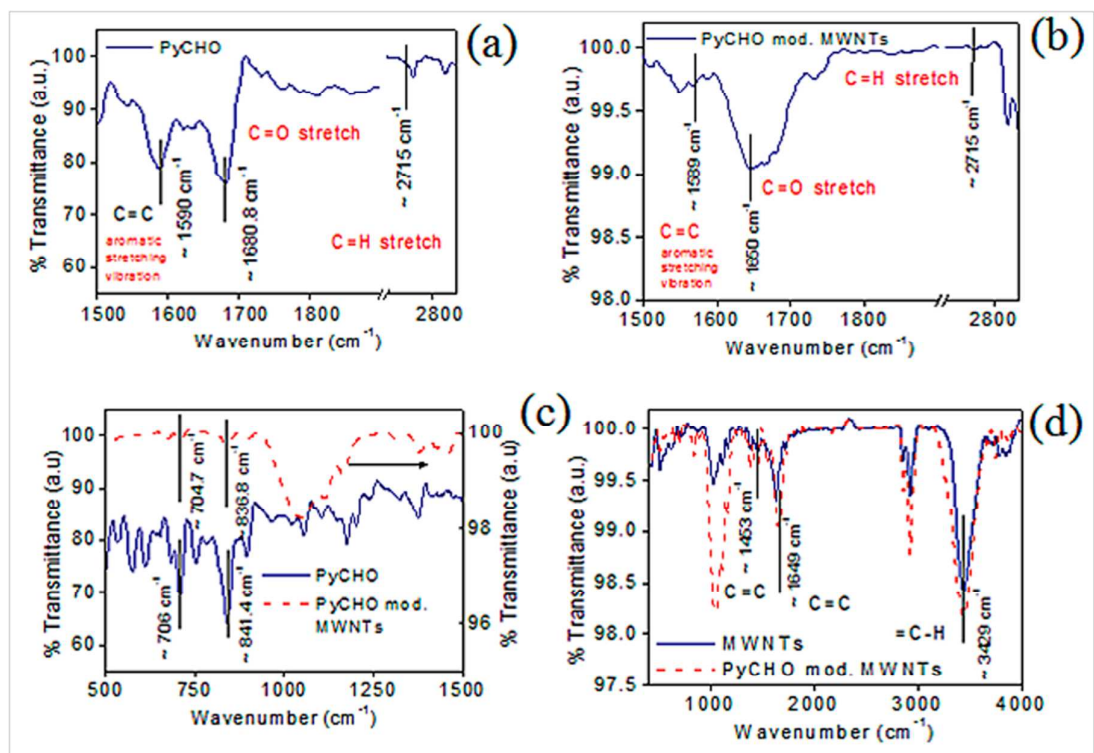 (a)
PyCHO
% Transmittance (a.u.)
100
90
80
70
60
C=O stretch
C=C
aromatic
stretching
vibration
~ 1590 cm⁻¹
~ 1680.8 cm⁻¹
~ 2715 cm⁻¹
C=H stretch
1500 1600 1700 1800 2800
Wavenumber (cm⁻¹)
(b)
PyCHO mod. MWNTs
% Transmittance (a.u.)
100.0
99.5
99.0
98.5
98.0
C=H stretch
~ 1589 cm⁻¹
C=O stretch
~ 2715 cm⁻¹
C=C
aromatic
stretching
vibration
~ 1650 cm⁻¹
1500 1600 1700 1800 2800
Wavenumber (cm⁻¹)
(c)
% Transmittance (a.u)
100
90
80
70
60
~ 704.7 cm⁻¹
~ 836.8 cm⁻¹
~ 706 cm⁻¹
~ 841.4 cm⁻¹
PyCHO
PyCHO mod.
MWNTs
100
98
96
% Transmittance (a.u.)
500 750 1000 1250 1500
Wavenumber (cm⁻¹)
(d)
% Transmittance (a.u.)
100.0
99.5
99.0
98.5
98.0
97.5
~ 1453 cm⁻¹
C=C
~ 1649 cm⁻¹
C=C
=C-H
~ 3429 cm⁻¹
MWNTs
PyCHO mod. MWNTs
1000 2000 3000 4000
Wavenumber (cm⁻¹)